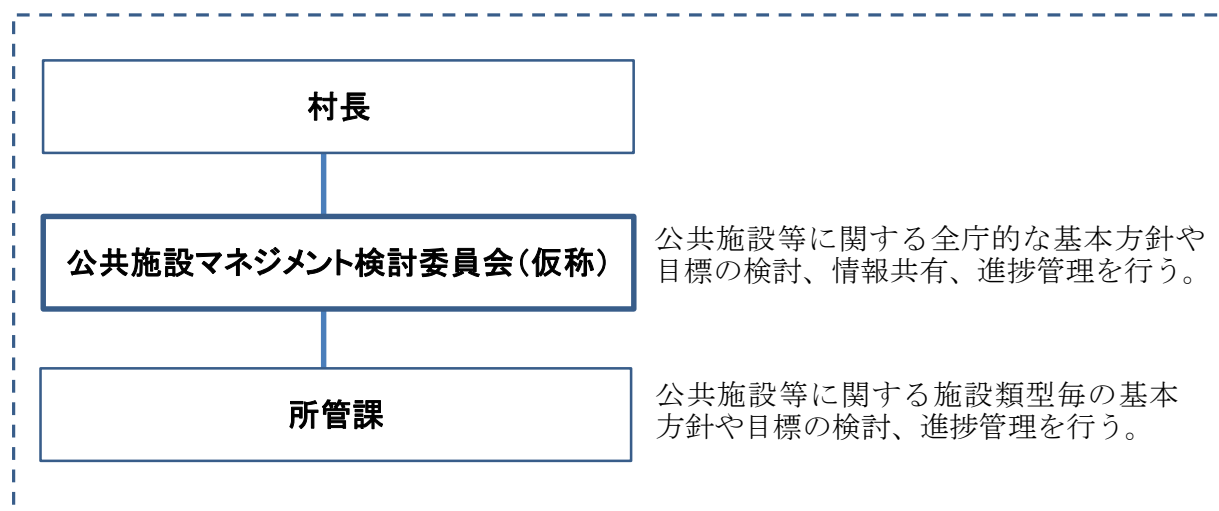 村長
公共施設マネジメント検討委員会（仮称）
公共施設等に関する全庁的な基本方針や
目標の検討、情報共有、進捗管理を行う。
所管課
公共施設等に関する施設類型毎の基本
方針や目標の検討、進捗管理を行う。